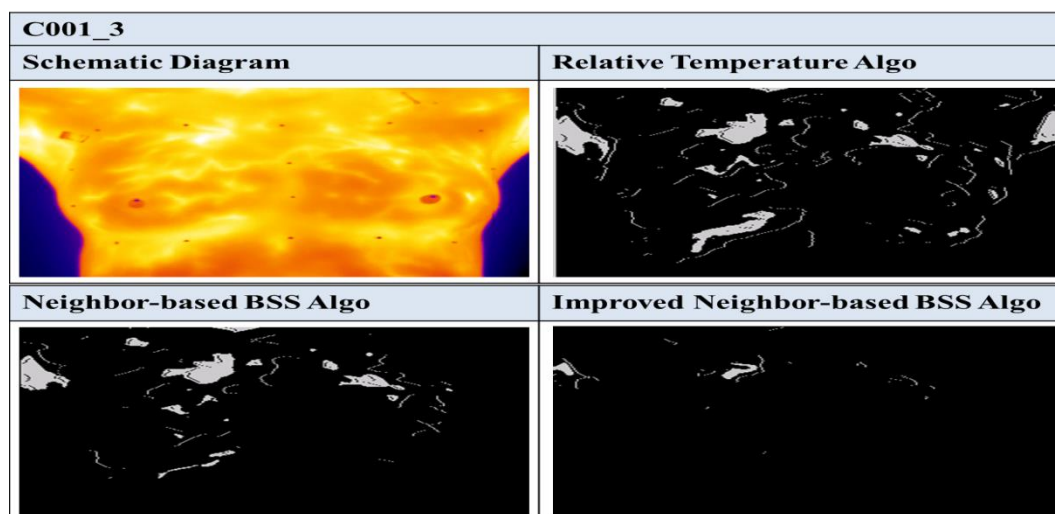 C001_3
Schematic Diagram
Relative Temperature Algo
Neighbor-based BSS Algo
Improved Neighbor-based BSS Algo